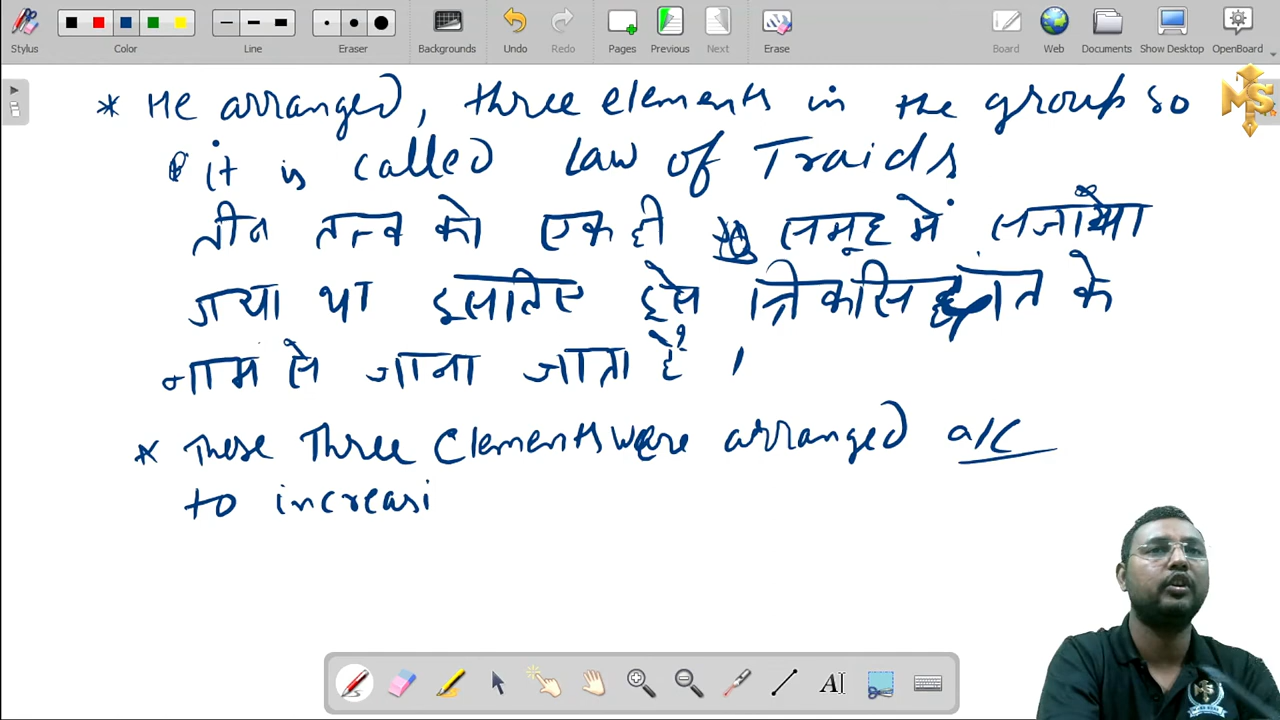 Stylus
Color
Line
Eraser
Backgrounds
Undo
Redo
Pages
Previous
Next
Erase
Board
Web
Documents
Show Desktop
OpenBoard
MS
* He arranged, three elements in the group so
it is called Law of Traids
तीन तत्व को एक ही समूह में सजाया
गया था इसलिए इसे त्रिक के
नाम से जाना जाता है ।
* These Three Elements were arranged a/c
to increasi